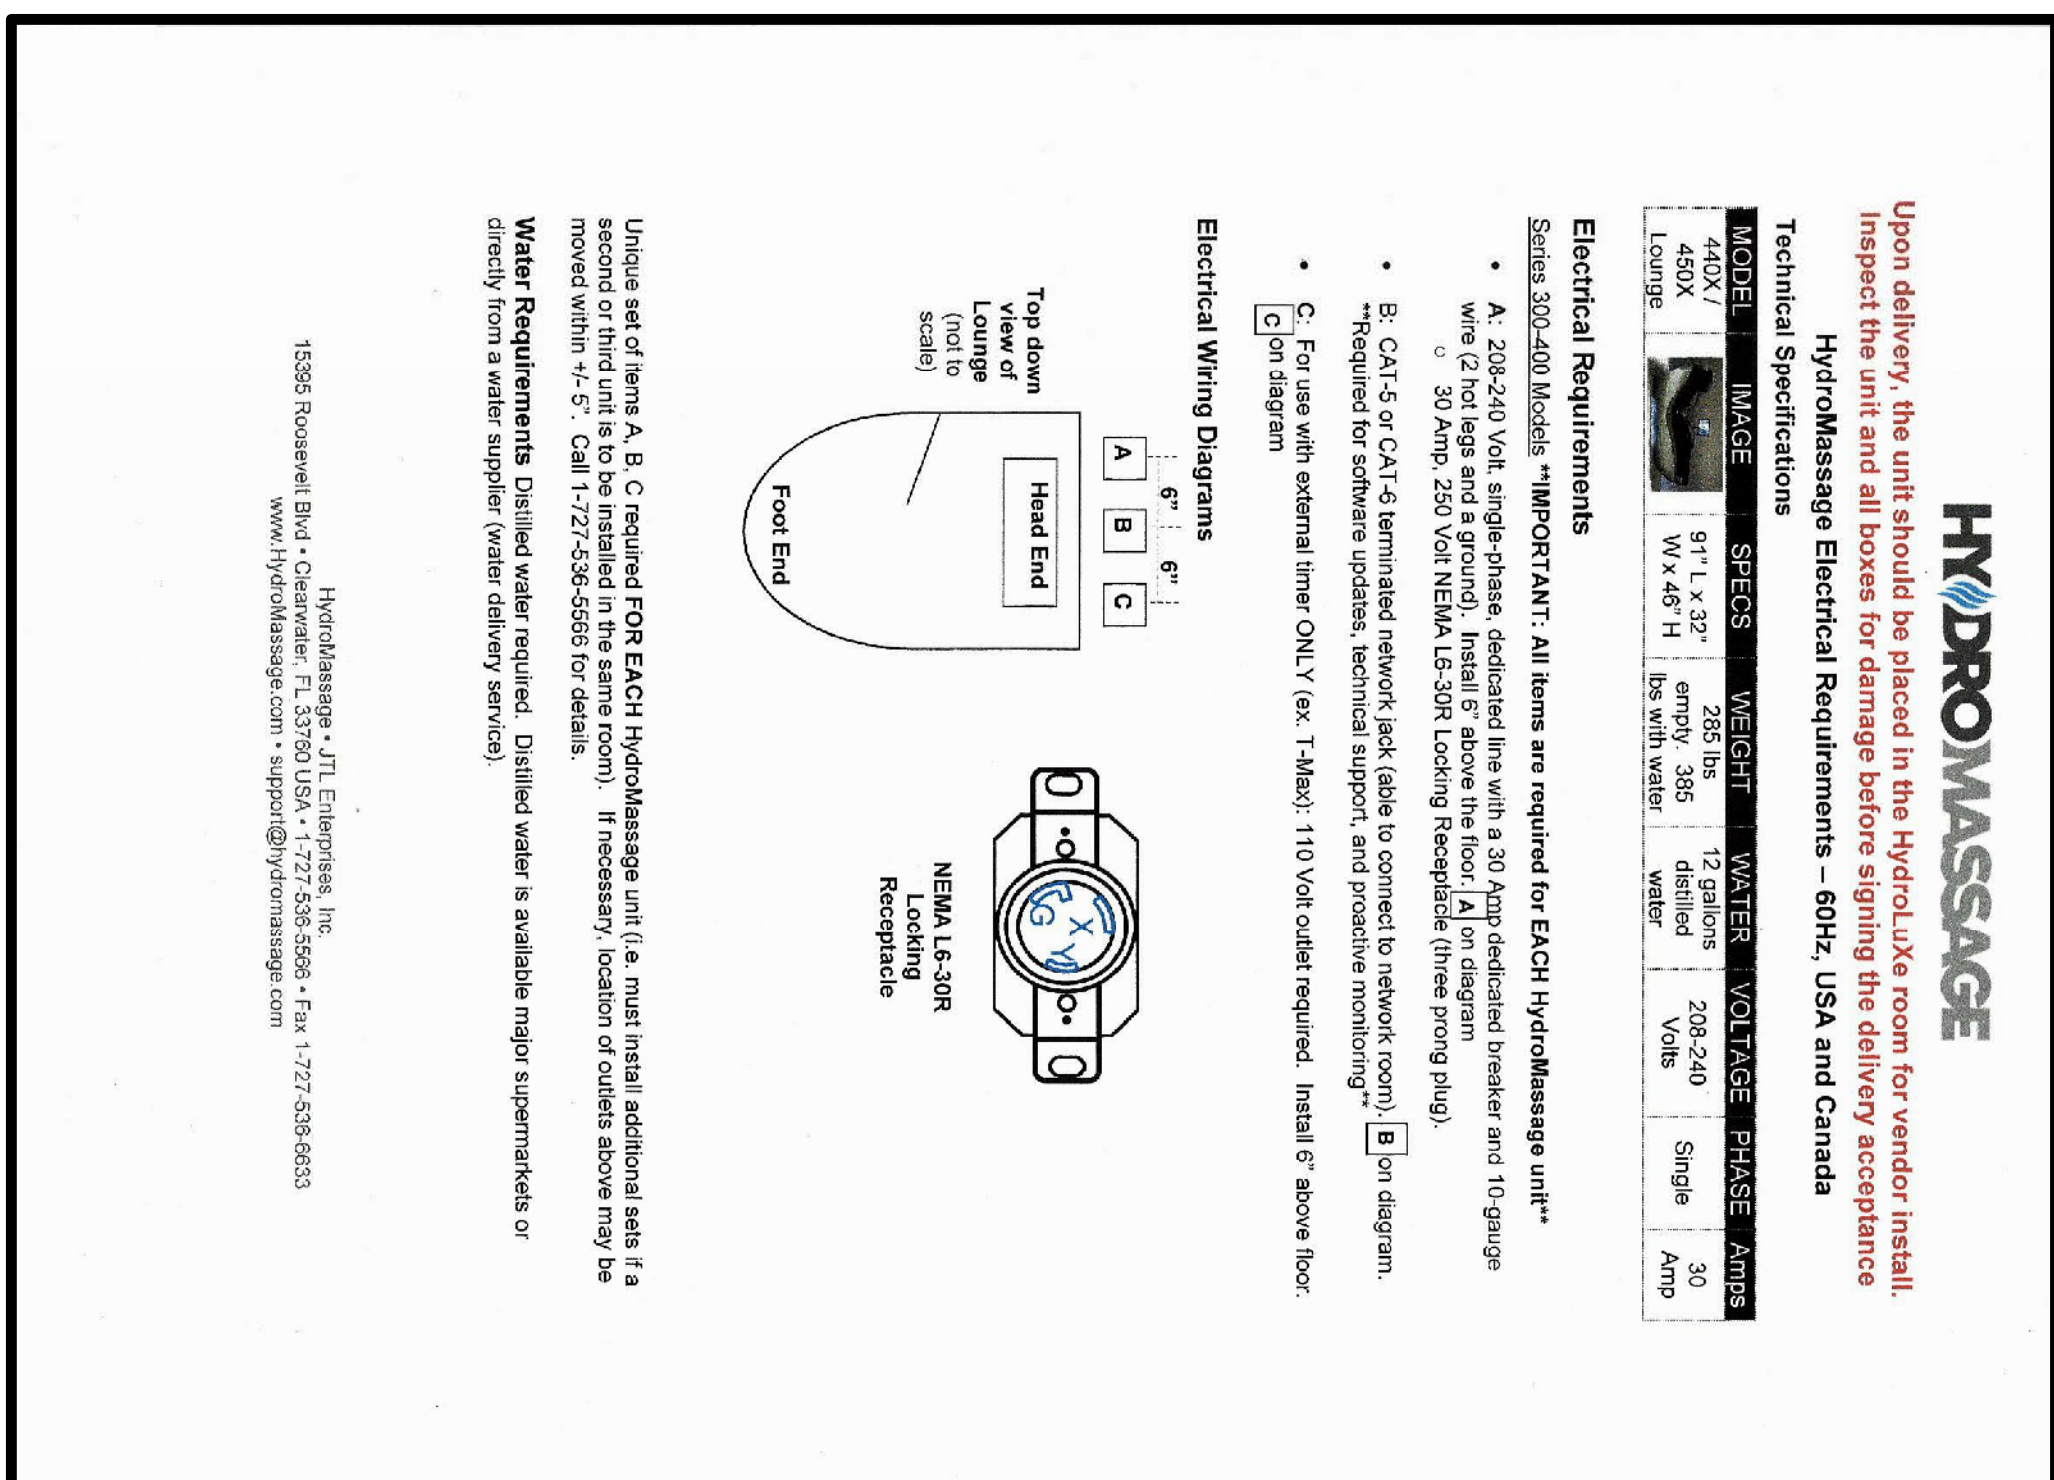 HYDROMASSAGE
Upon delivery, the unit should be placed in the HydroLuXe room for vendor install.
Inspect the unit and all boxes for damage before signing the delivery acceptance
HydroMassage Electrical Requirements – 60Hz, USA and Canada
Technical Specifications
MODEL IMAGE SPECS WEIGHT WATER VOLTAGE PHASE Amps
440X / 91” L x 32” 285 lbs 12 gallons 208-240 Single 30
450X W x 46” H empty. 385 distilled Volts Amp
Lounge lbs with water water
Electrical Requirements
Series 300-400 Models **IMPORTANT: All items are required for EACH HydroMassage unit**
• A: 208-240 Volt, single-phase, dedicated line with a 30 Amp dedicated breaker and 10-gauge
wire (2 hot legs and a ground). Install 6” above the floor. A on diagram
○ 30 Amp, 250 Volt NEMA L6-30R Locking Receptacle (three prong plug).
• B: CAT-5 or CAT-6 terminated network jack (able to connect to network room). B on diagram.
**Required for software updates, technical support, and proactive monitoring**
• C: For use with external timer ONLY (ex. T-Max): 110 Volt outlet required. Install 6” above floor.
C on diagram
Electrical Wiring Diagrams
6” 6”
A B C
Top down
view of
Lounge
(not to
scale)
Head End
Foot End
X
Y
G
NEMA L6-30R
Locking
Receptacle
Unique set of items A, B, C required FOR EACH HydroMassage unit (i.e. must install additional sets if a
second or third unit is to be installed in the same room). If necessary, location of outlets above may be
moved within +/- 5”. Call 1-727-536-5566 for details.
Water Requirements Distilled water required. Distilled water is available major supermarkets or
directly from a water supplier (water delivery service).
HydroMassage • JTL Enterprises, Inc.
15395 Roosevelt Blvd • Clearwater, FL 33760 USA • 1-727-536-5566 • Fax 1-727-536-6633
www.HydroMassage.com • support@hydromassage.com